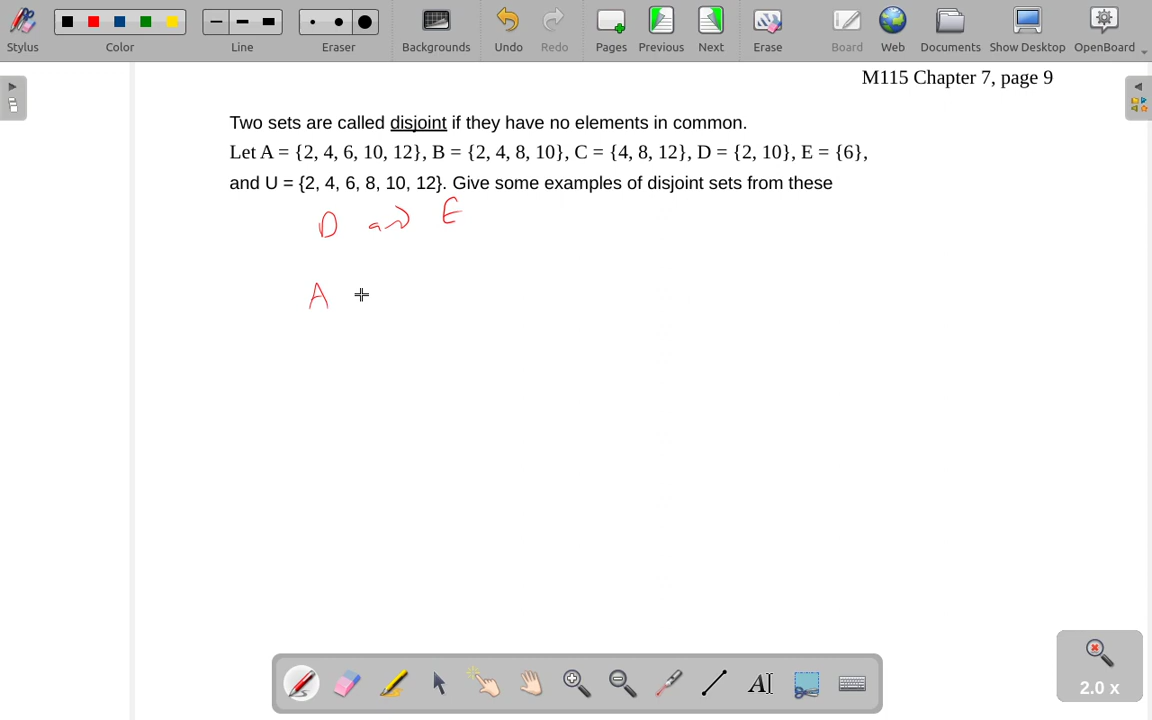 Stylus Color Line Eraser Backgrounds Undo Redo Pages Previous Next Erase Board Web Documents Show Desktop OpenBoard
M115 Chapter 7, page 9
Two sets are called disjoint if they have no elements in common.
Let A = {2, 4, 6, 10, 12}, B = {2, 4, 8, 10}, C = {4, 8, 12}, D = {2, 10}, E = {6},
and U = {2, 4, 6, 8, 10, 12}. Give some examples of disjoint sets from these
D and E
A
2.0 x